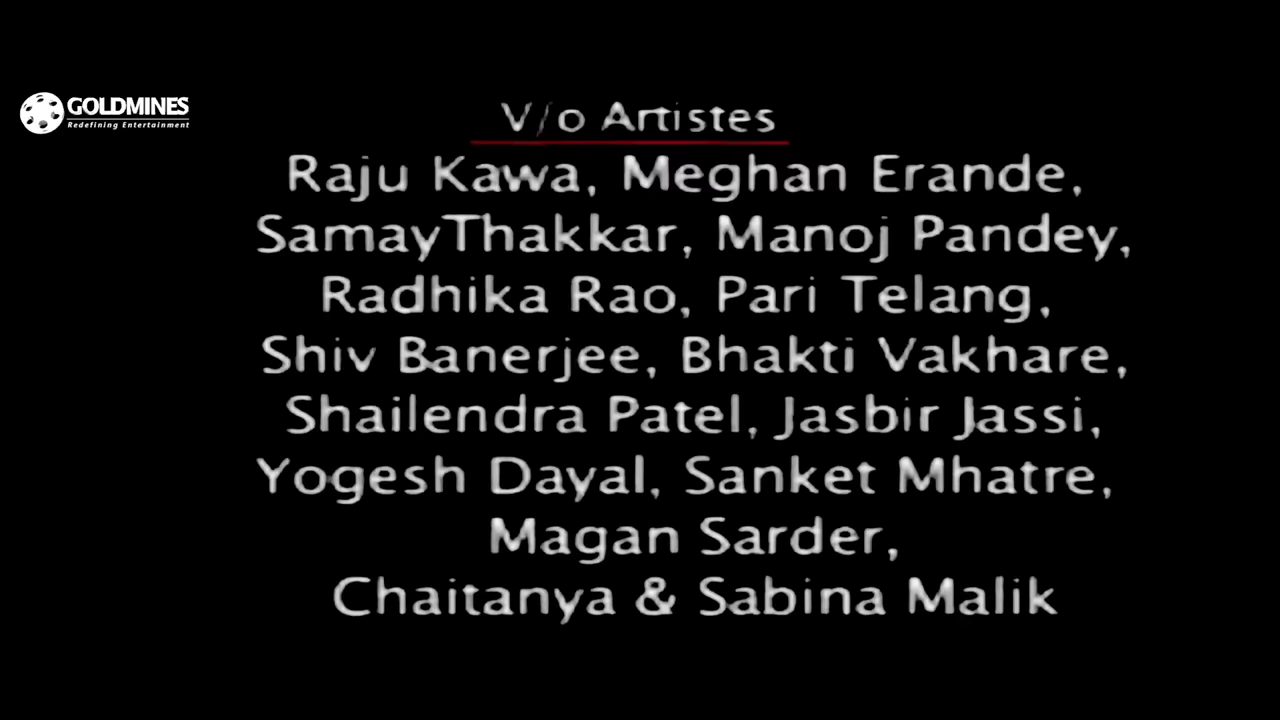 GOLDMINES
Redefining Entertainment
V/o Artistes
Raju Kawa, Meghan Erande,
SamayThakkar, Manoj Pandey,
Radhika Rao, Pari Telang,
Shiv Banerjee, Bhakti Vakhare,
Shailendra Patel, Jasbir Jassi,
Yogesh Dayal, Sanket Mhatre,
Magan Sarder,
Chaitanya & Sabina Malik